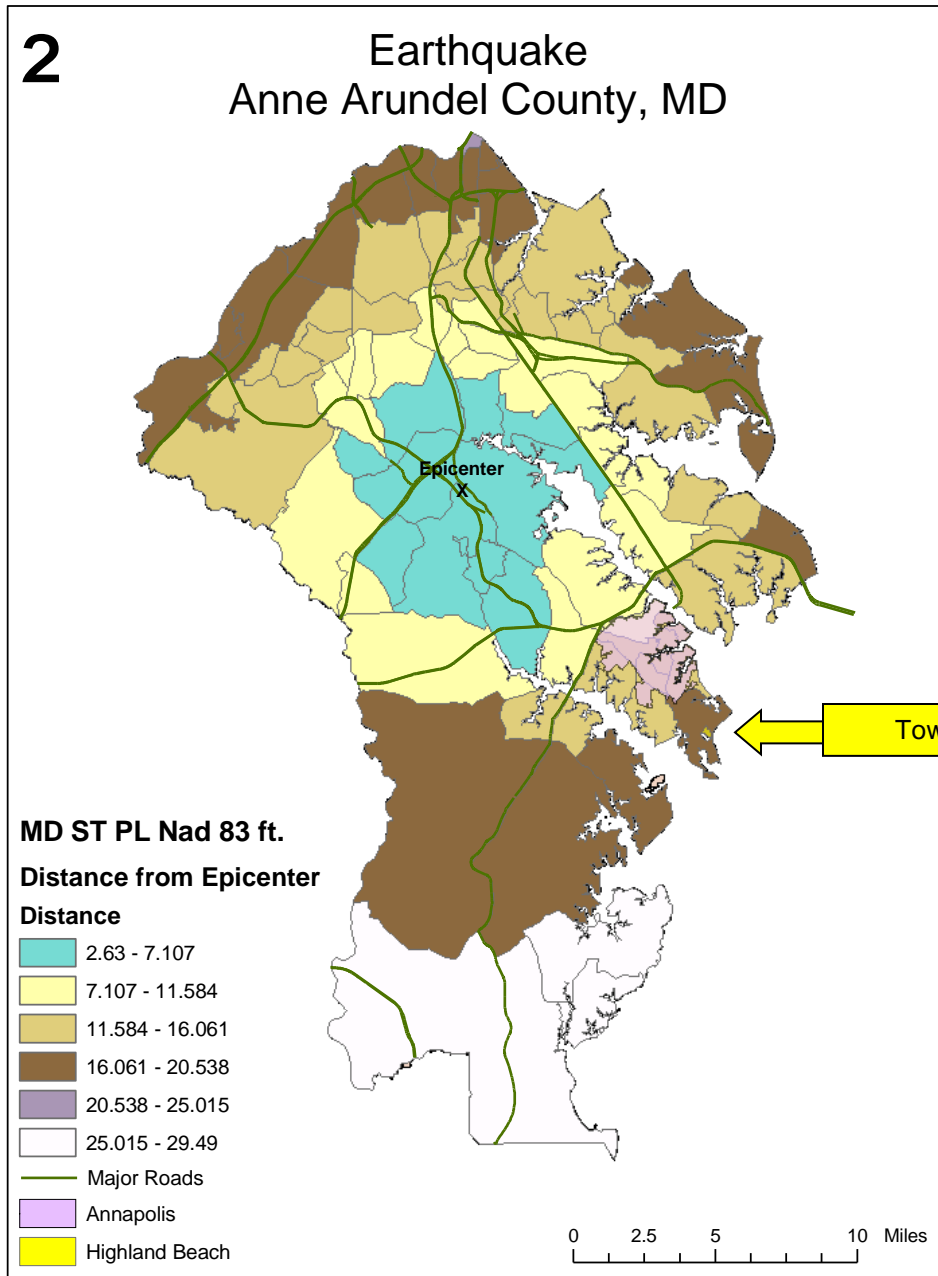 2
Earthquake
Anne Arundel County, MD
Epicenter
X
Tow
MD ST PL Nad 83 ft.
Distance from Epicenter
Distance
2.63 - 7.107
7.107 - 11.584
11.584 - 16.061
16.061 - 20.538
20.538 - 25.015
25.015 - 29.49
Major Roads
Annapolis
Highland Beach
0 2.5 5 10 Miles